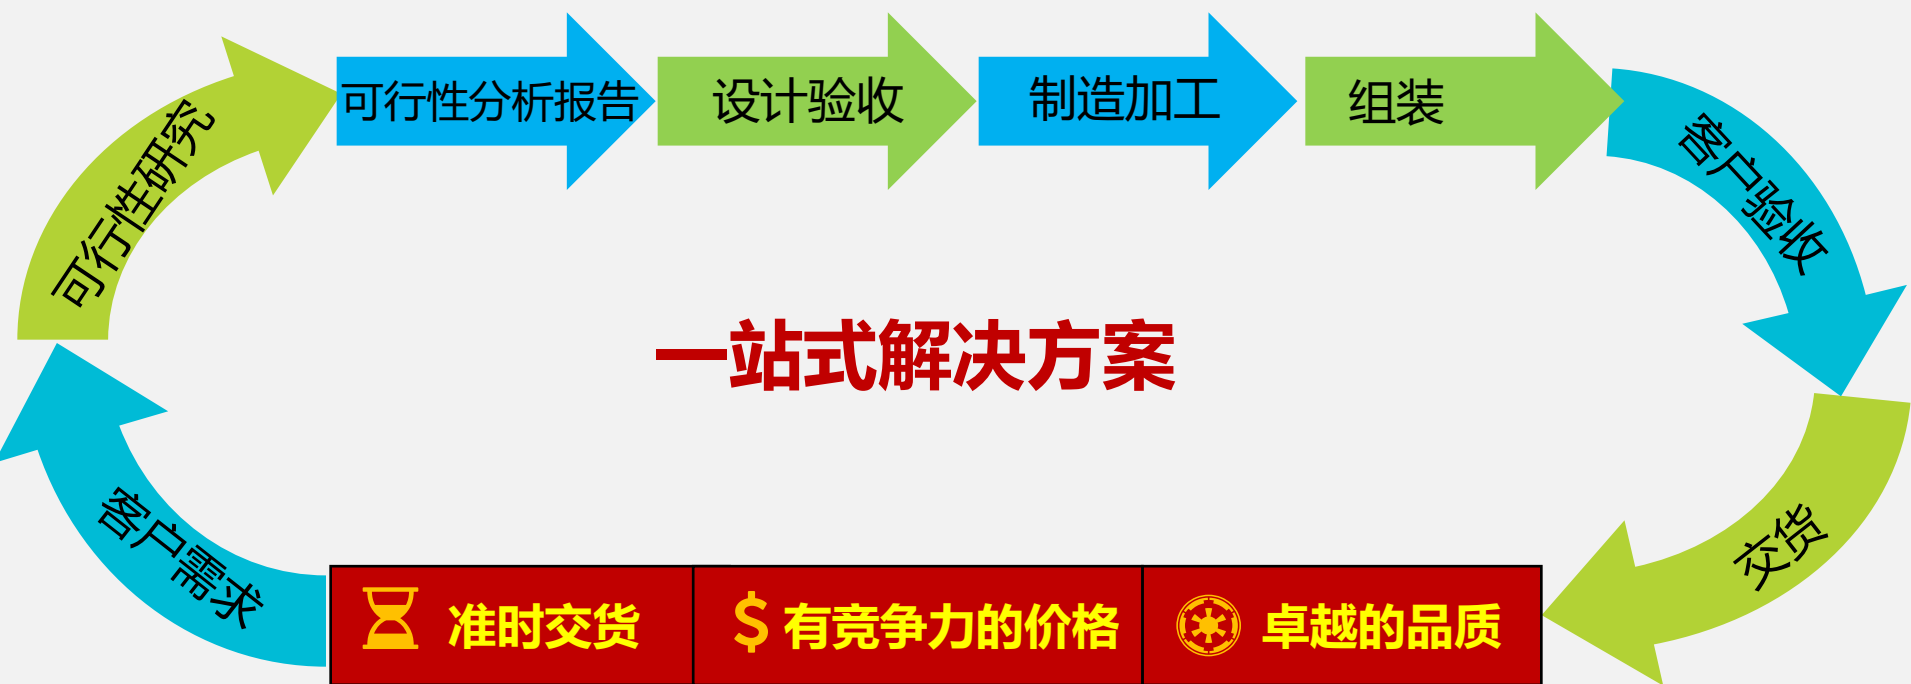 可行性分析报告
设计验收
制造加工
组装
可行性研究
客户验收
一站式解决方案
客户需求
交货
准时交货
$ 有竞争力的价格
卓越的品质